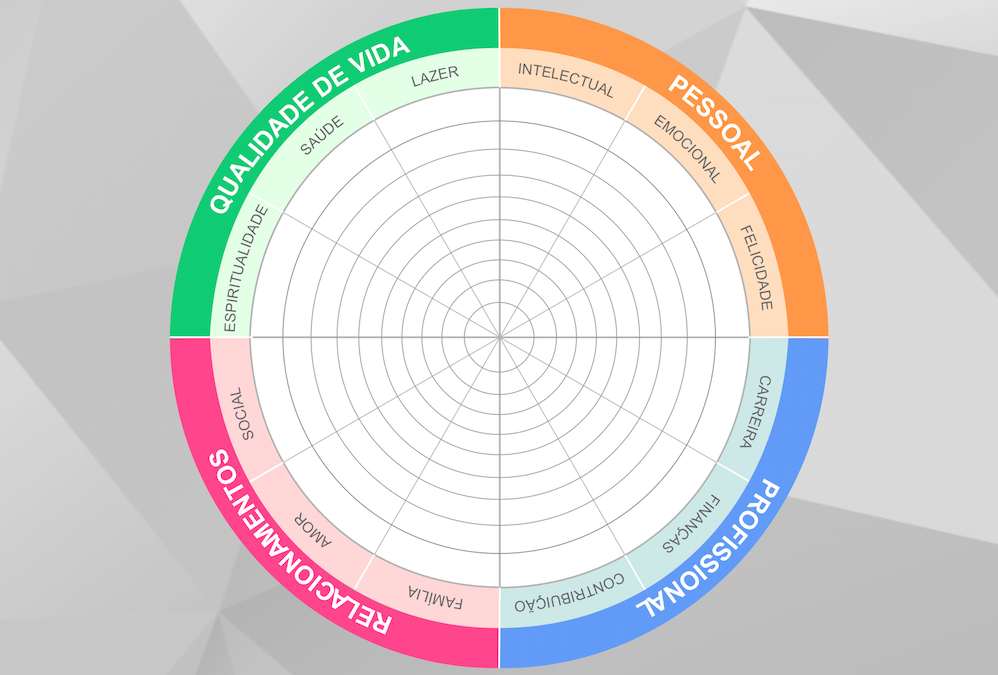 QUALIDADE DE VIDA
LAZER
SAÚDE
ESPIRITUALIDADE
PESSOAL
INTELECTUAL
EMOCIONAL
FELICIDADE
PROFISSIONAL
CARREIRA
FINANÇAS
CONTRIBUIÇÃO
RELACIONAMENTOS
FAMÍLIA
AMOR
SOCIAL